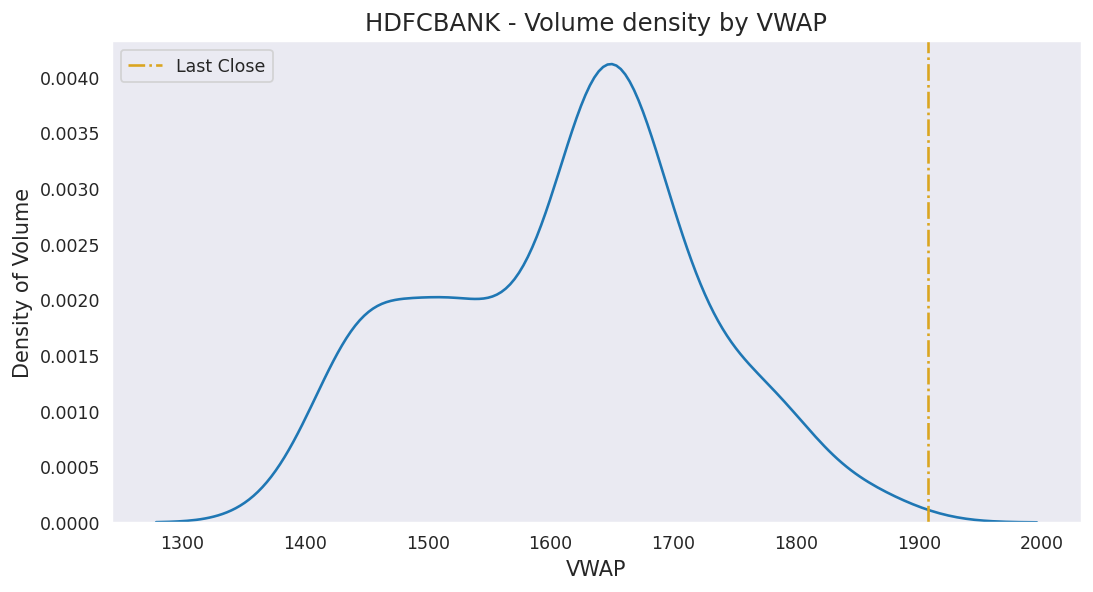 HDFCBANK - Volume density by VWAP
Last Close
Density of Volume
0.0040
0.0035
0.0030
0.0025
0.0020
0.0015
0.0010
0.0005
0.0000
1300 1400 1500 1600 1700 1800 1900 2000
VWAP